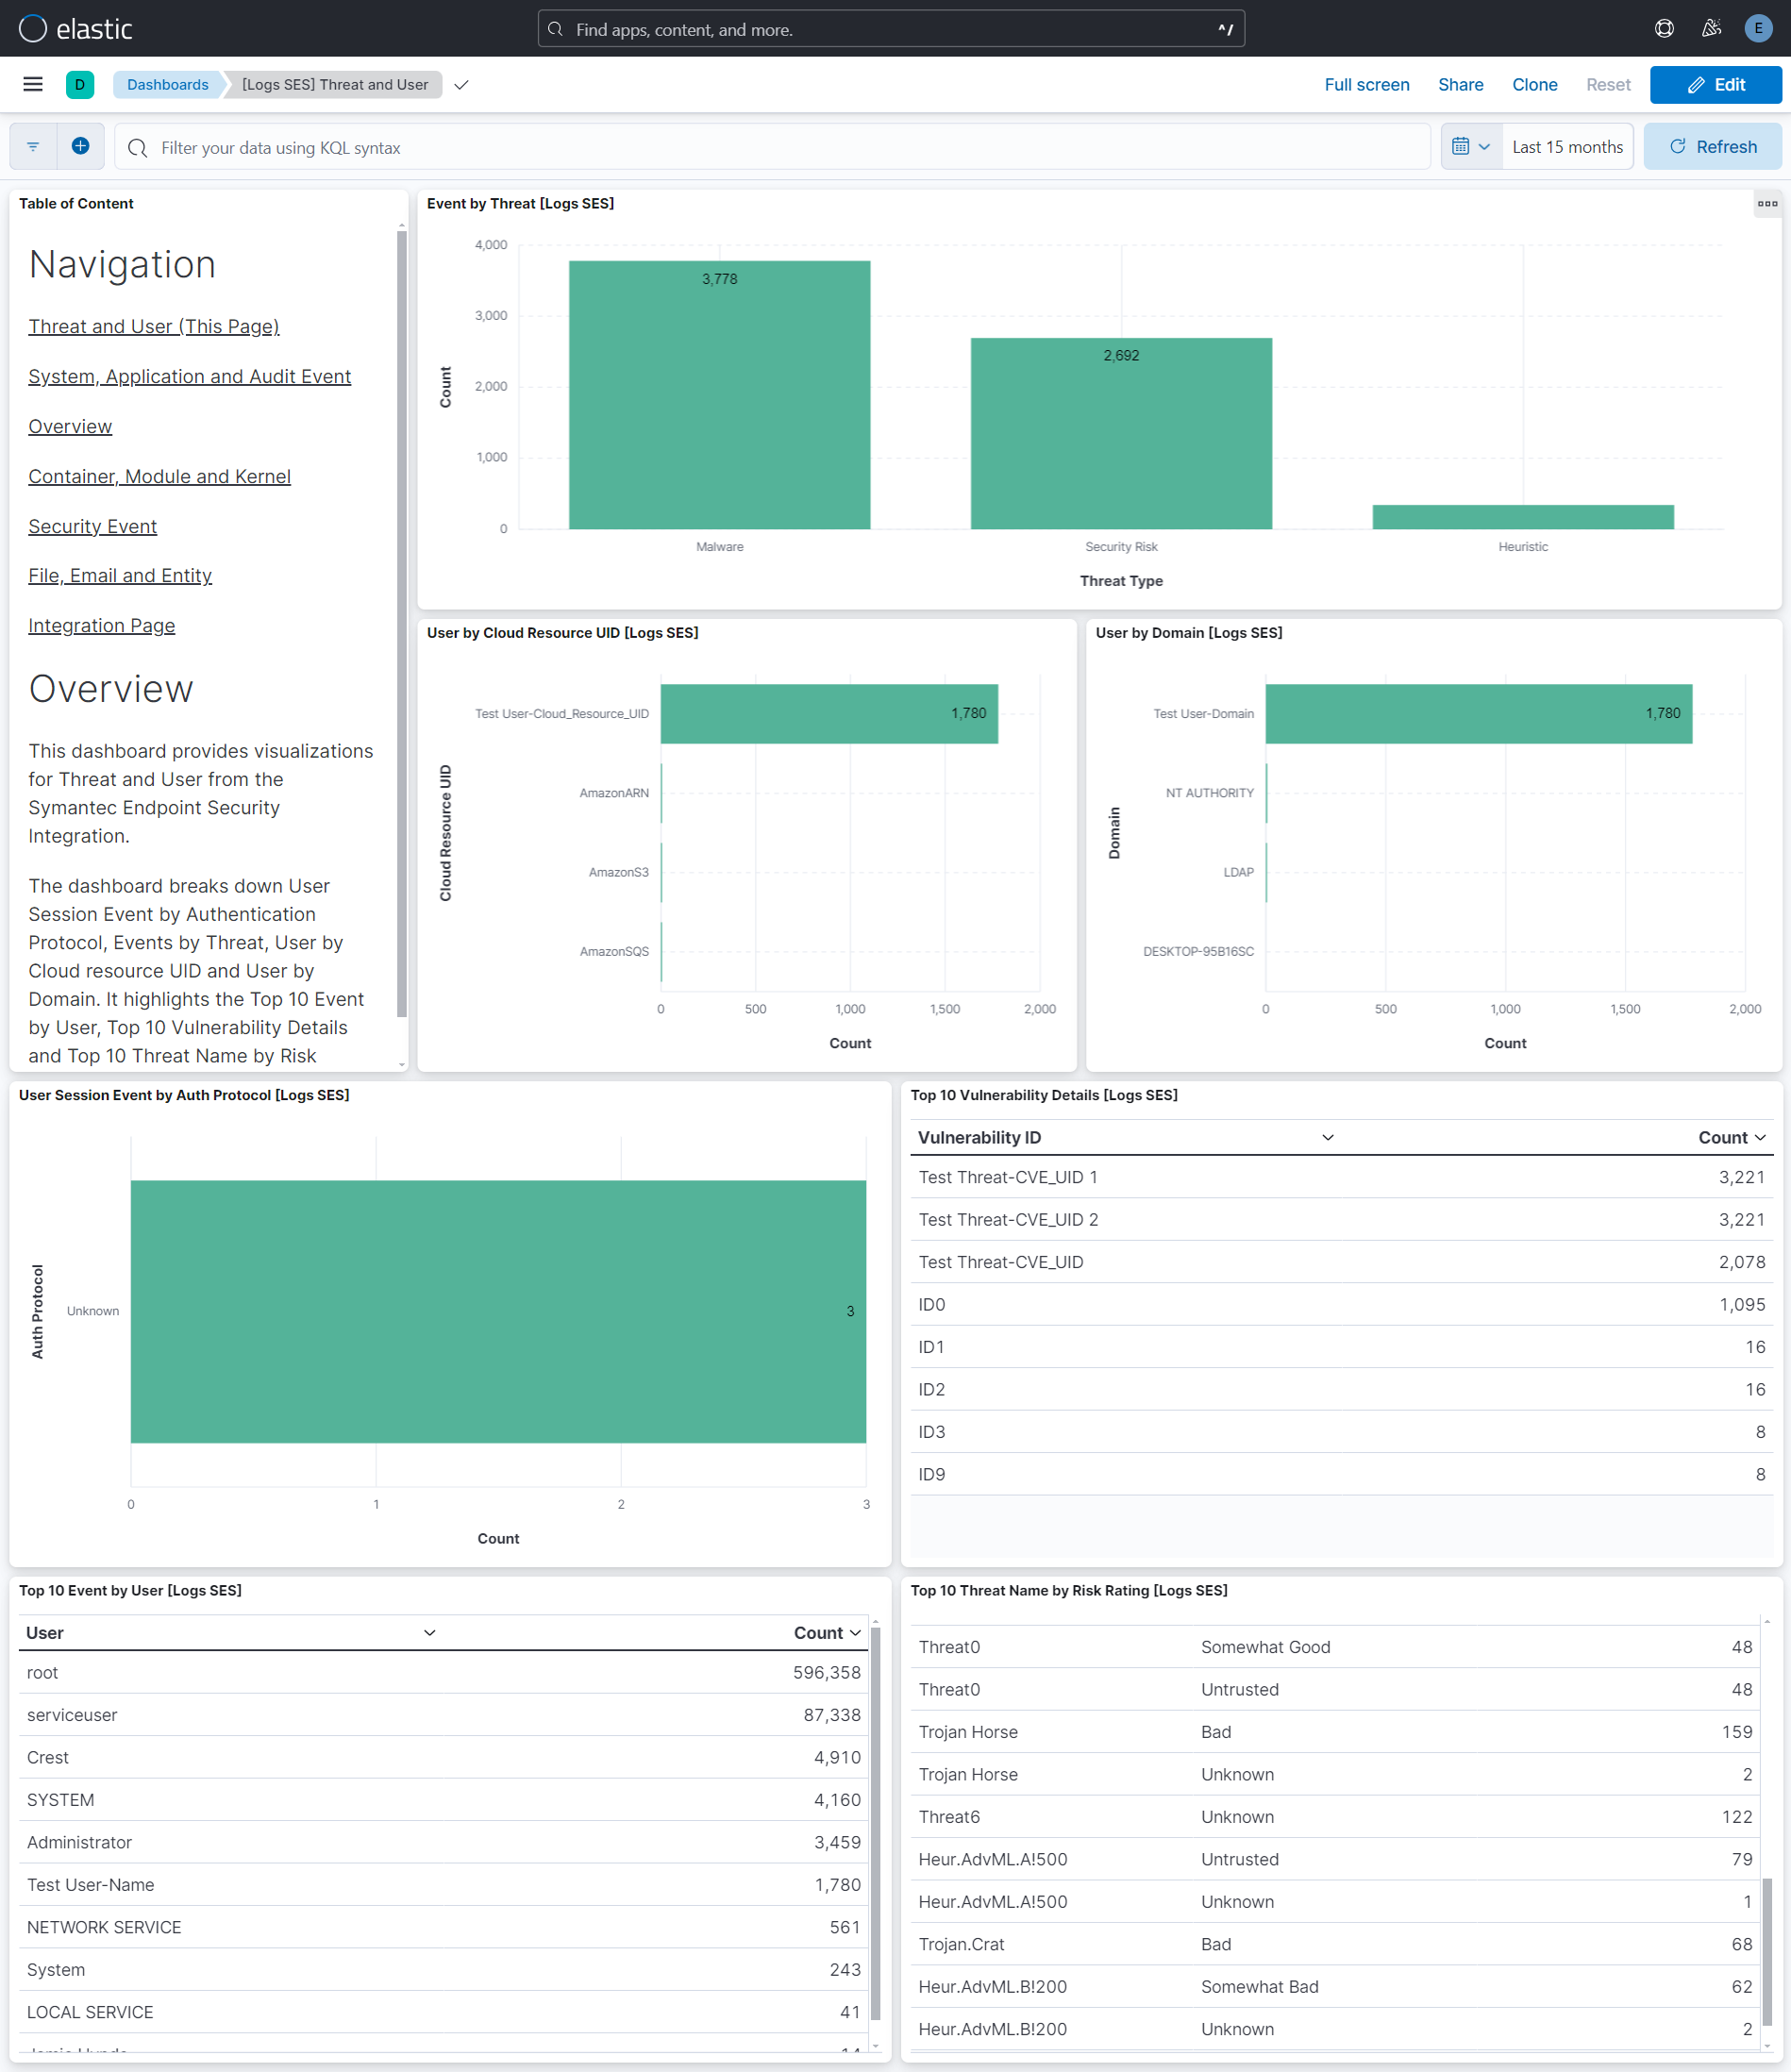 elastic
Find apps, content, and more.
^/
E
D
Dashboards
[Logs SES] Threat and User
Full screen
Share
Clone
Reset
Edit
Filter your data using KQL syntax
Last 15 months
Refresh
Table of Content
Navigation
Threat and User (This Page)
System, Application and Audit Event
Overview
Container, Module and Kernel
Security Event
File, Email and Entity
Integration Page
Overview
This dashboard provides visualizations
for Threat and User from the
Symantec Endpoint Security
Integration.
The dashboard breaks down User
Session Event by Authentication
Protocol, Events by Threat, User by
Cloud resource UID and User by
Domain. It highlights the Top 10 Event
by User, Top 10 Vulnerability Details
and Top 10 Threat Name by Risk
Event by Threat [Logs SES]
Count
4,000
3,000
2,000
1,000
0
3,778
2,692
Malware
Security Risk
Heuristic
Threat Type
User by Cloud Resource UID [Logs SES]
Cloud Resource UID
Test User-Cloud_Resource_UID
1,780
AmazonARN
AmazonS3
AmazonSQS
0 500 1,000 1,500 2,000
Count
User by Domain [Logs SES]
Domain
Test User-Domain
1,780
NT AUTHORITY
LDAP
DESKTOP-95B16SC
0 500 1,000 1,500 2,000
Count
User Session Event by Auth Protocol [Logs SES]
Auth Protocol
Unknown
3
0 1 2 3
Count
Top 10 Vulnerability Details [Logs SES]
Vulnerability ID Count
Test Threat-CVE_UID 1 3,221
Test Threat-CVE_UID 2 3,221
Test Threat-CVE_UID 2,078
ID0 1,095
ID1 16
ID2 16
ID3 8
ID9 8
Top 10 Event by User [Logs SES]
User Count
root 596,358
serviceuser 87,338
Crest 4,910
SYSTEM 4,160
Administrator 3,459
Test User-Name 1,780
NETWORK SERVICE 561
System 243
LOCAL SERVICE 41
Top 10 Threat Name by Risk Rating [Logs SES]
Threat0 Somewhat Good 48
Threat0 Untrusted 48
Trojan Horse Bad 159
Trojan Horse Unknown 2
Threat6 Unknown 122
Heur.AdvML.A!500 Untrusted 79
Heur.AdvML.A!500 Unknown 1
Trojan.Crat Bad 68
Heur.AdvML.B!200 Somewhat Bad 62
Heur.AdvML.B!200 Unknown 2